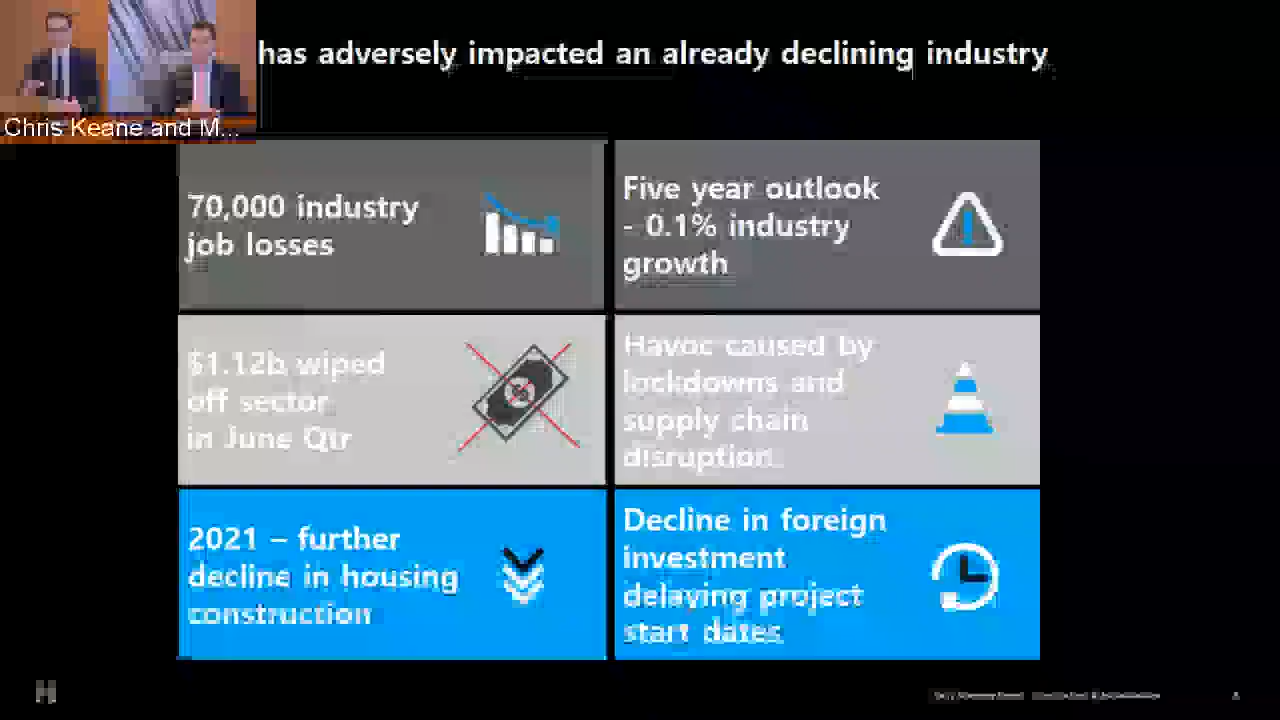 has adversely impacted an already declining industry
Chris Keane and M...
70,000 industry
job losses
Five year outlook
- 0.1% industry
growth
$1.12b wiped
off sector
in June Qtr
Havoc caused by
lockdowns and
supply chain
disruption
2021 – further
decline in housing
construction
Decline in foreign
investment
delaying project
start dates
H